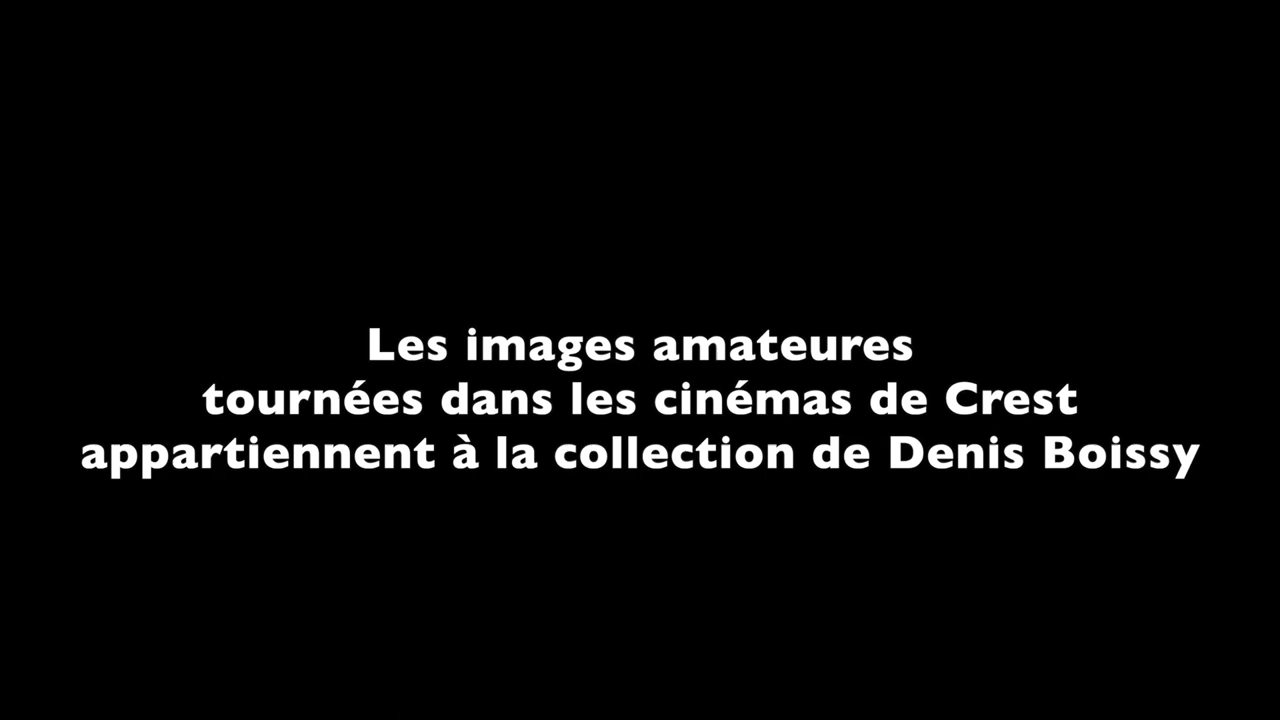 Les images amateures
tournées dans les cinémas de Crest
appartiennent à la collection de Denis Boissy